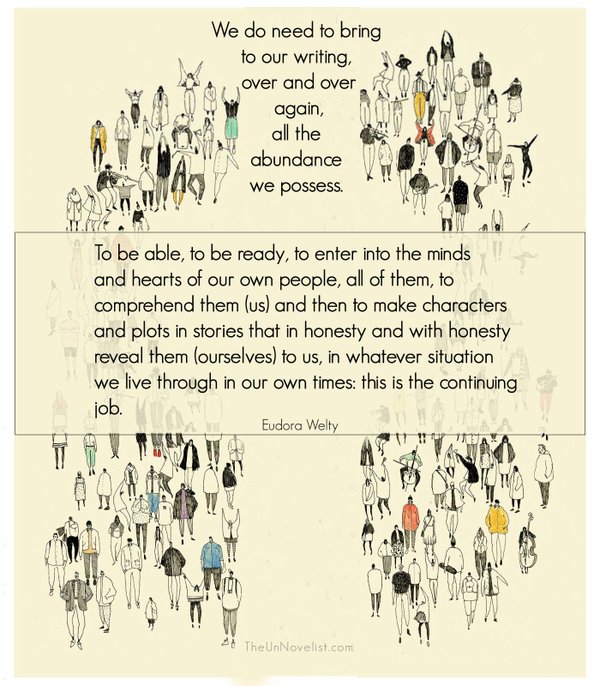 We do need to bring
to our writing,
over and over
again,
all the
abundance
we possess.
To be able, to be ready, to enter into the minds
and hearts of our own people, all of them, to
comprehend them (us) and then to make characters
and plots in stories that in honesty and with honesty
reveal them (ourselves) to us, in whatever situation
we live through in our own times: this is the continuing
job.
Eudora Welty
TheUnNovelist.com